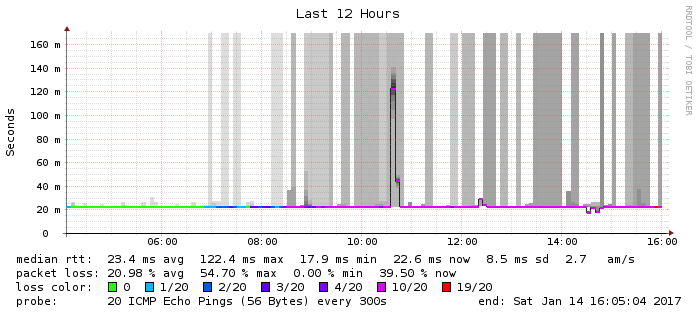 Last 12 Hours
RRDTOOL / TOBI OETIKER
Seconds
160 m
140 m
120 m
100 m
80 m
60 m
40 m
20 m
0
06:00 08:00 10:00 12:00 14:00 16:00
median rtt: 23.4 ms avg 122.4 ms max 17.9 ms min 22.6 ms now 8.5 ms sd 2.7 am/s
packet loss: 20.98 % avg 54.70 % max 0.00 % min 39.50 % now
loss color: 0 1/20 2/20 3/20 4/20 10/20 19/20
probe: 20 ICMP Echo Pings (56 Bytes) every 300s end: Sat Jan 14 16:05:04 2017